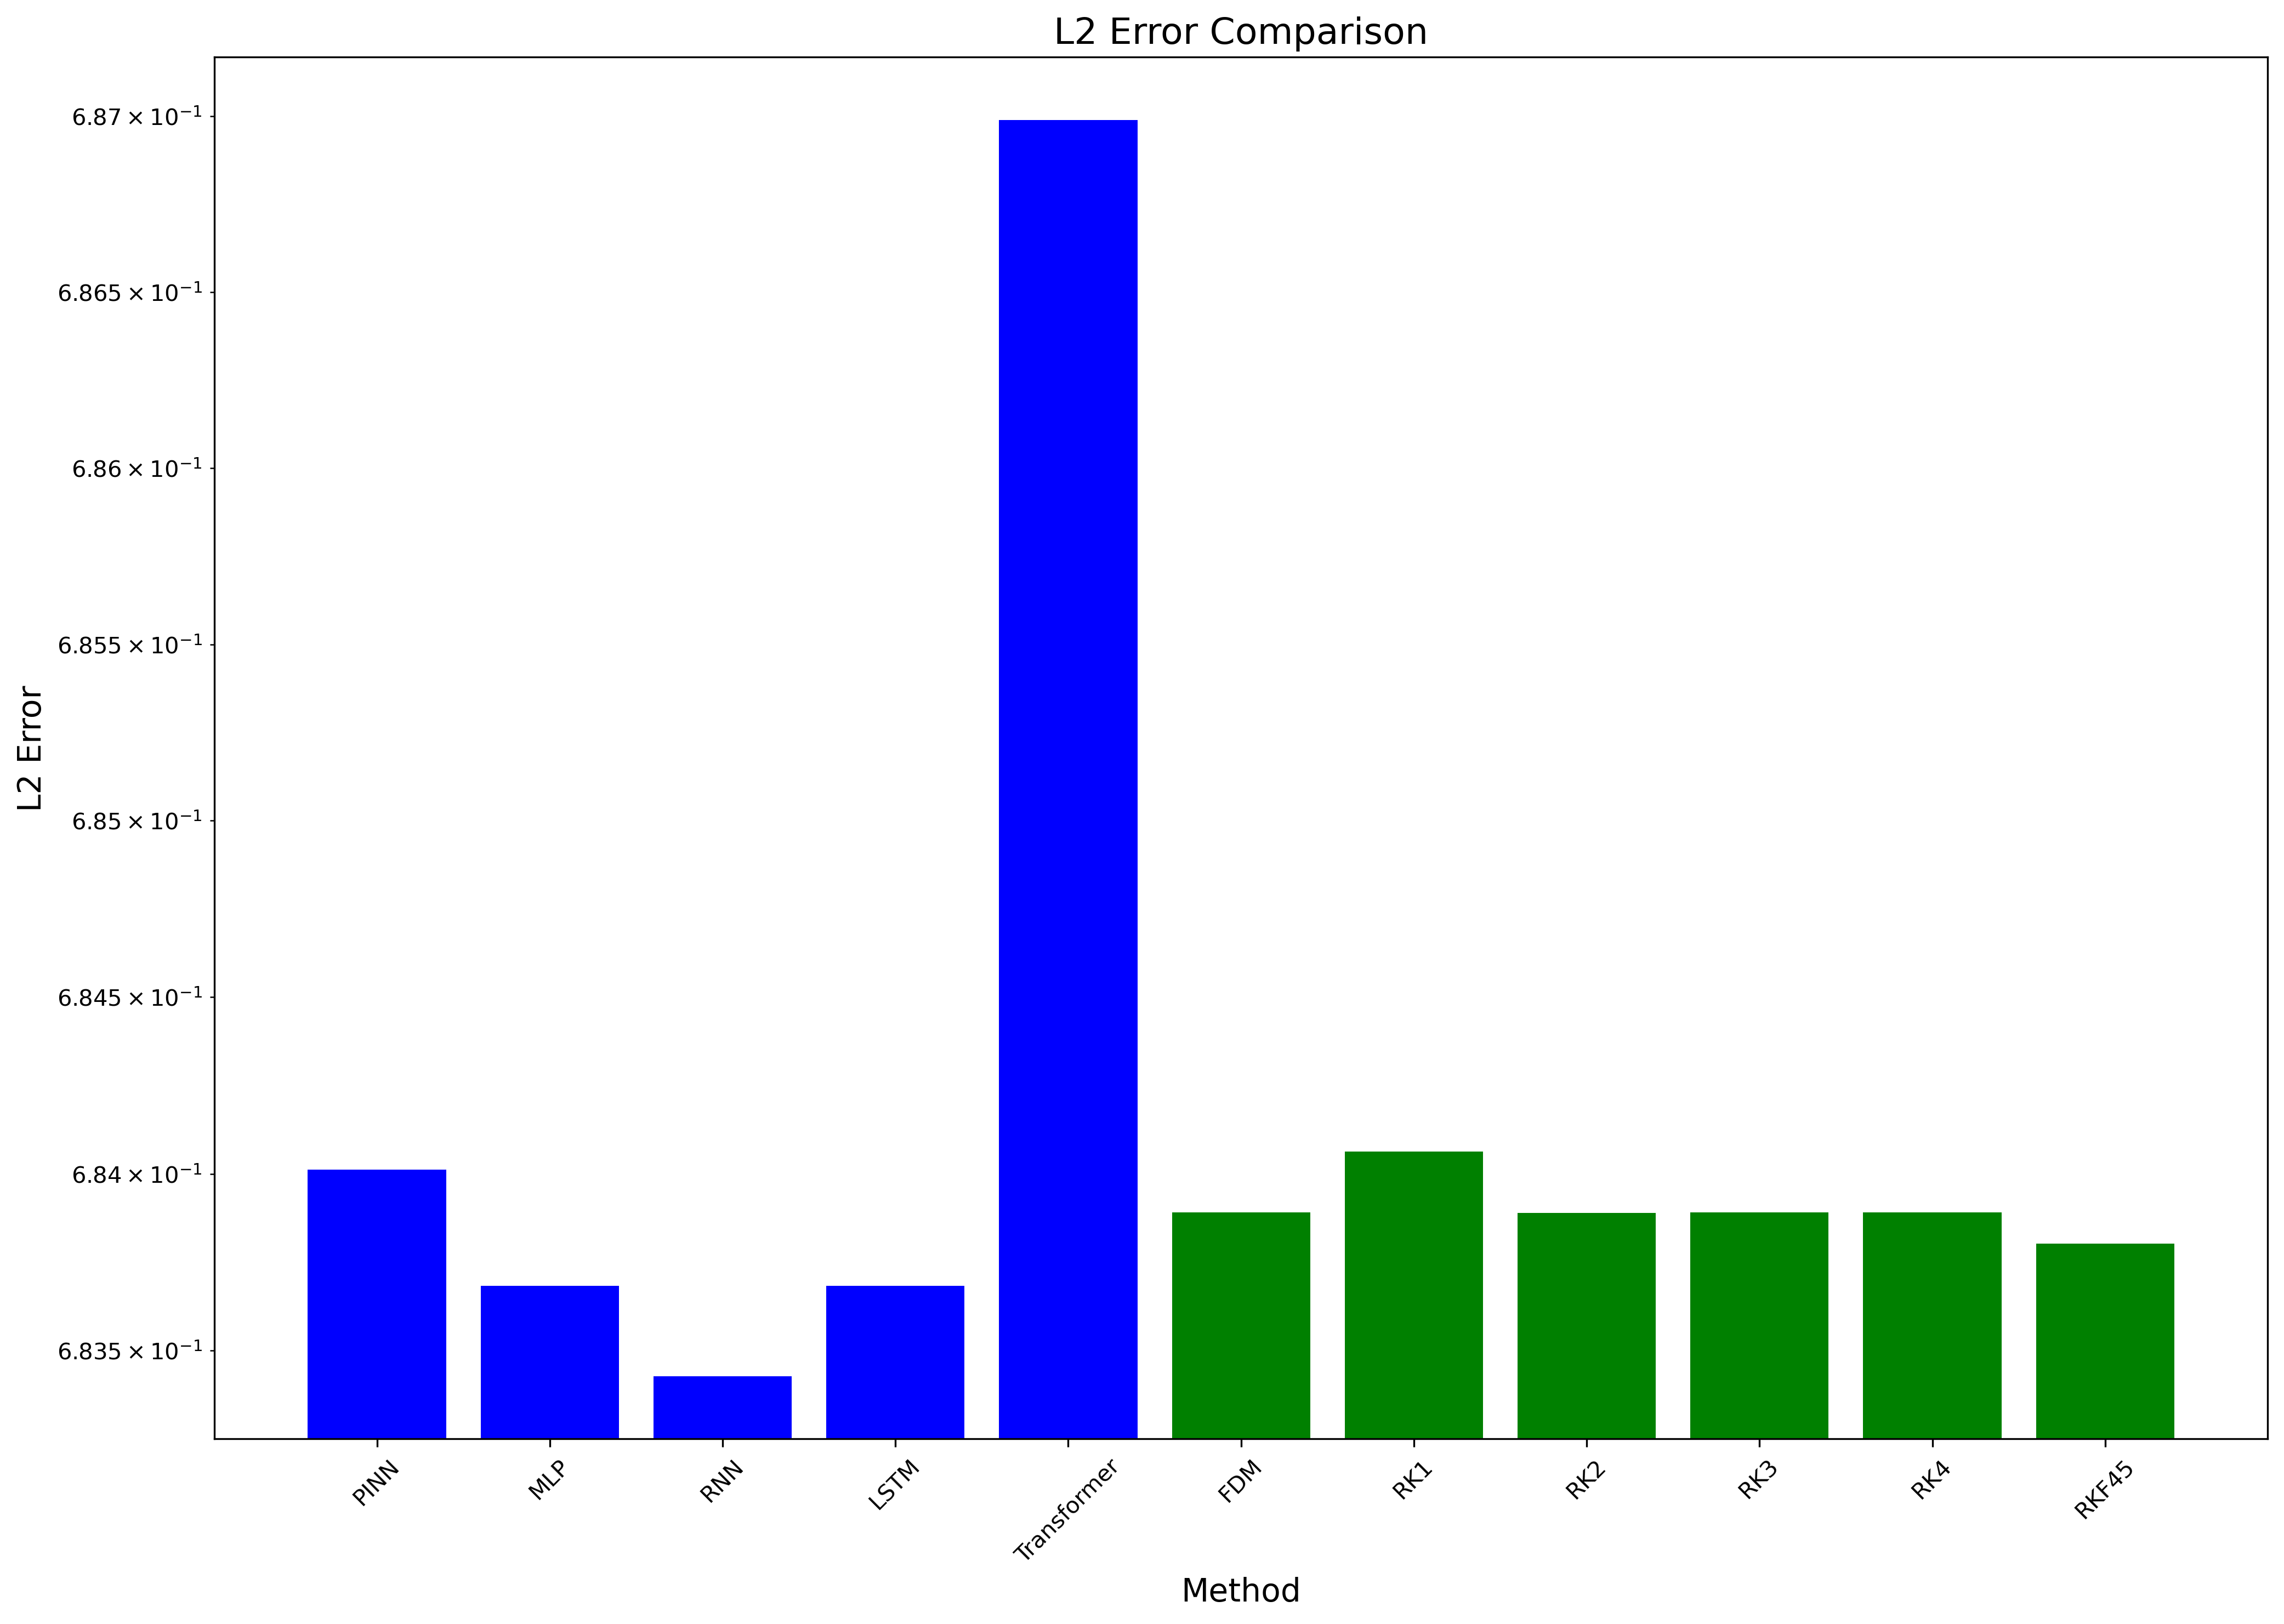 L2 Error Comparison
L2 Error
6.87 × 10⁻¹
6.865 × 10⁻¹
6.86 × 10⁻¹
6.855 × 10⁻¹
6.85 × 10⁻¹
6.845 × 10⁻¹
6.84 × 10⁻¹
6.835 × 10⁻¹
PINN
MLP
RNN
LSTM
Transformer
FDM
RK1
RK2
RK3
RK4
RKF45
Method